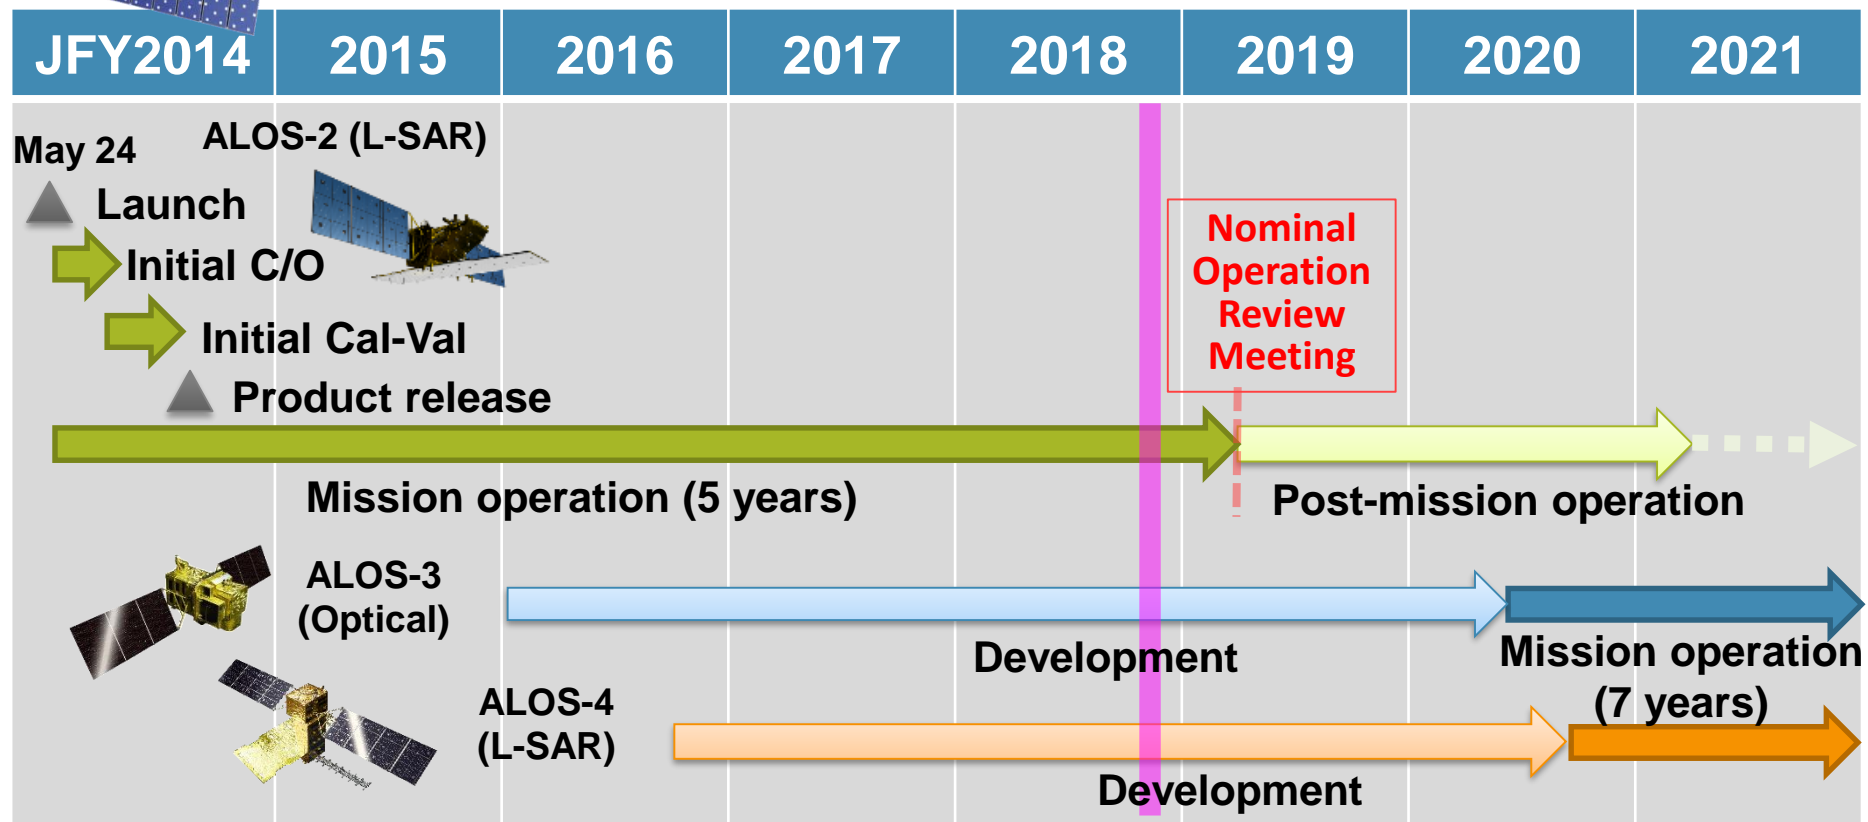 JFY2014 2015 2016 2017 2018 2019 2020 2021
May 24
ALOS-2 (L-SAR)
Launch
Initial C/O
Initial Cal-Val
Product release
Nominal
Operation
Review
Meeting
Mission operation (5 years)
Post-mission operation
ALOS-3
(Optical)
Development
Mission operation
(7 years)
ALOS-4
(L-SAR)
Development